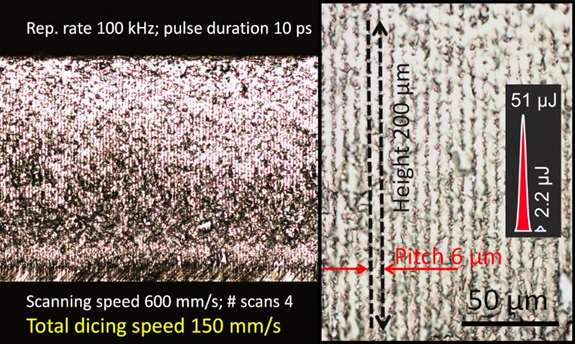 Rep. rate 100 kHz; pulse duration 10 ps
Scanning speed 600 mm/s; # scans 4
Total dicing speed 150 mm/s
Height 200 μm
51 μJ
2.2 μJ
Pitch 6 μm
50 μm